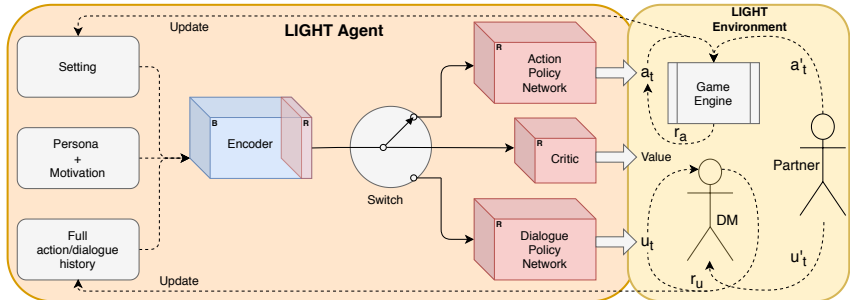 Update
LIGHT Agent
LIGHT
Environment
Setting
Persona
+
Motivation
Full
action/dialogue
history
B
Encoder
R
Switch
R
Action
Policy
Network
R
Critic
R
Dialogue
Policy
Network
a_t
Game
Engine
r_a
a'_t
Value
Partner
DM
u_t
r_u
u'_t
Update